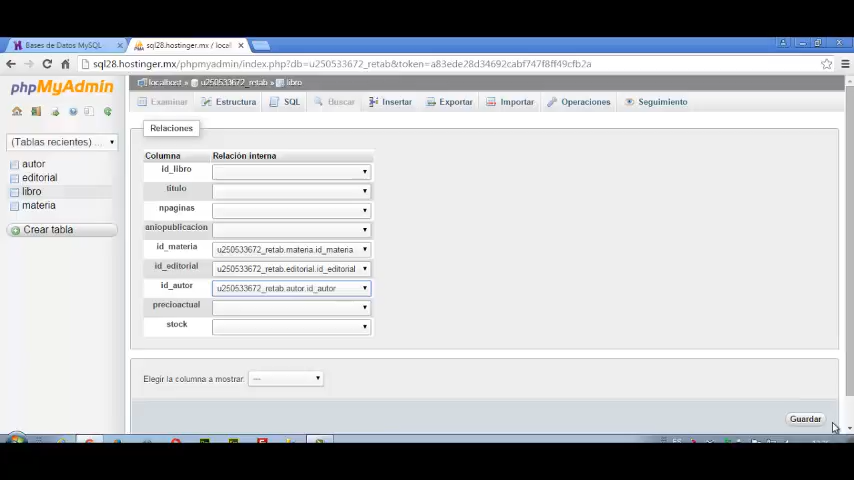 Bases de Datos MySQL
sql28.hostinger.mx / local
sql28.hostinger.mx/phpmyadmin/index.php?db=u250533672_retab&token=a83ede28d34692cabf747f8ff49cfb2a
phpMyAdmin
localhost » u250533672_retab » libro
Examinar Estructura SQL Buscar Insertar Exportar Importar Operaciones Seguimiento
(Tablas recientes) ...
autor
editorial
libro
materia
Crear tabla
Relaciones
Columna Relación interna
id_libro
titulo
npaginas
aniopublicacion
id_materia u250533672_retab.materia.id_materia
id_editorial u250533672_retab.editorial.id_editorial
id_autor u250533672_retab.autor.id_autor
precioactual
stock
Elegir la columna a mostrar: ---
Guardar
ES